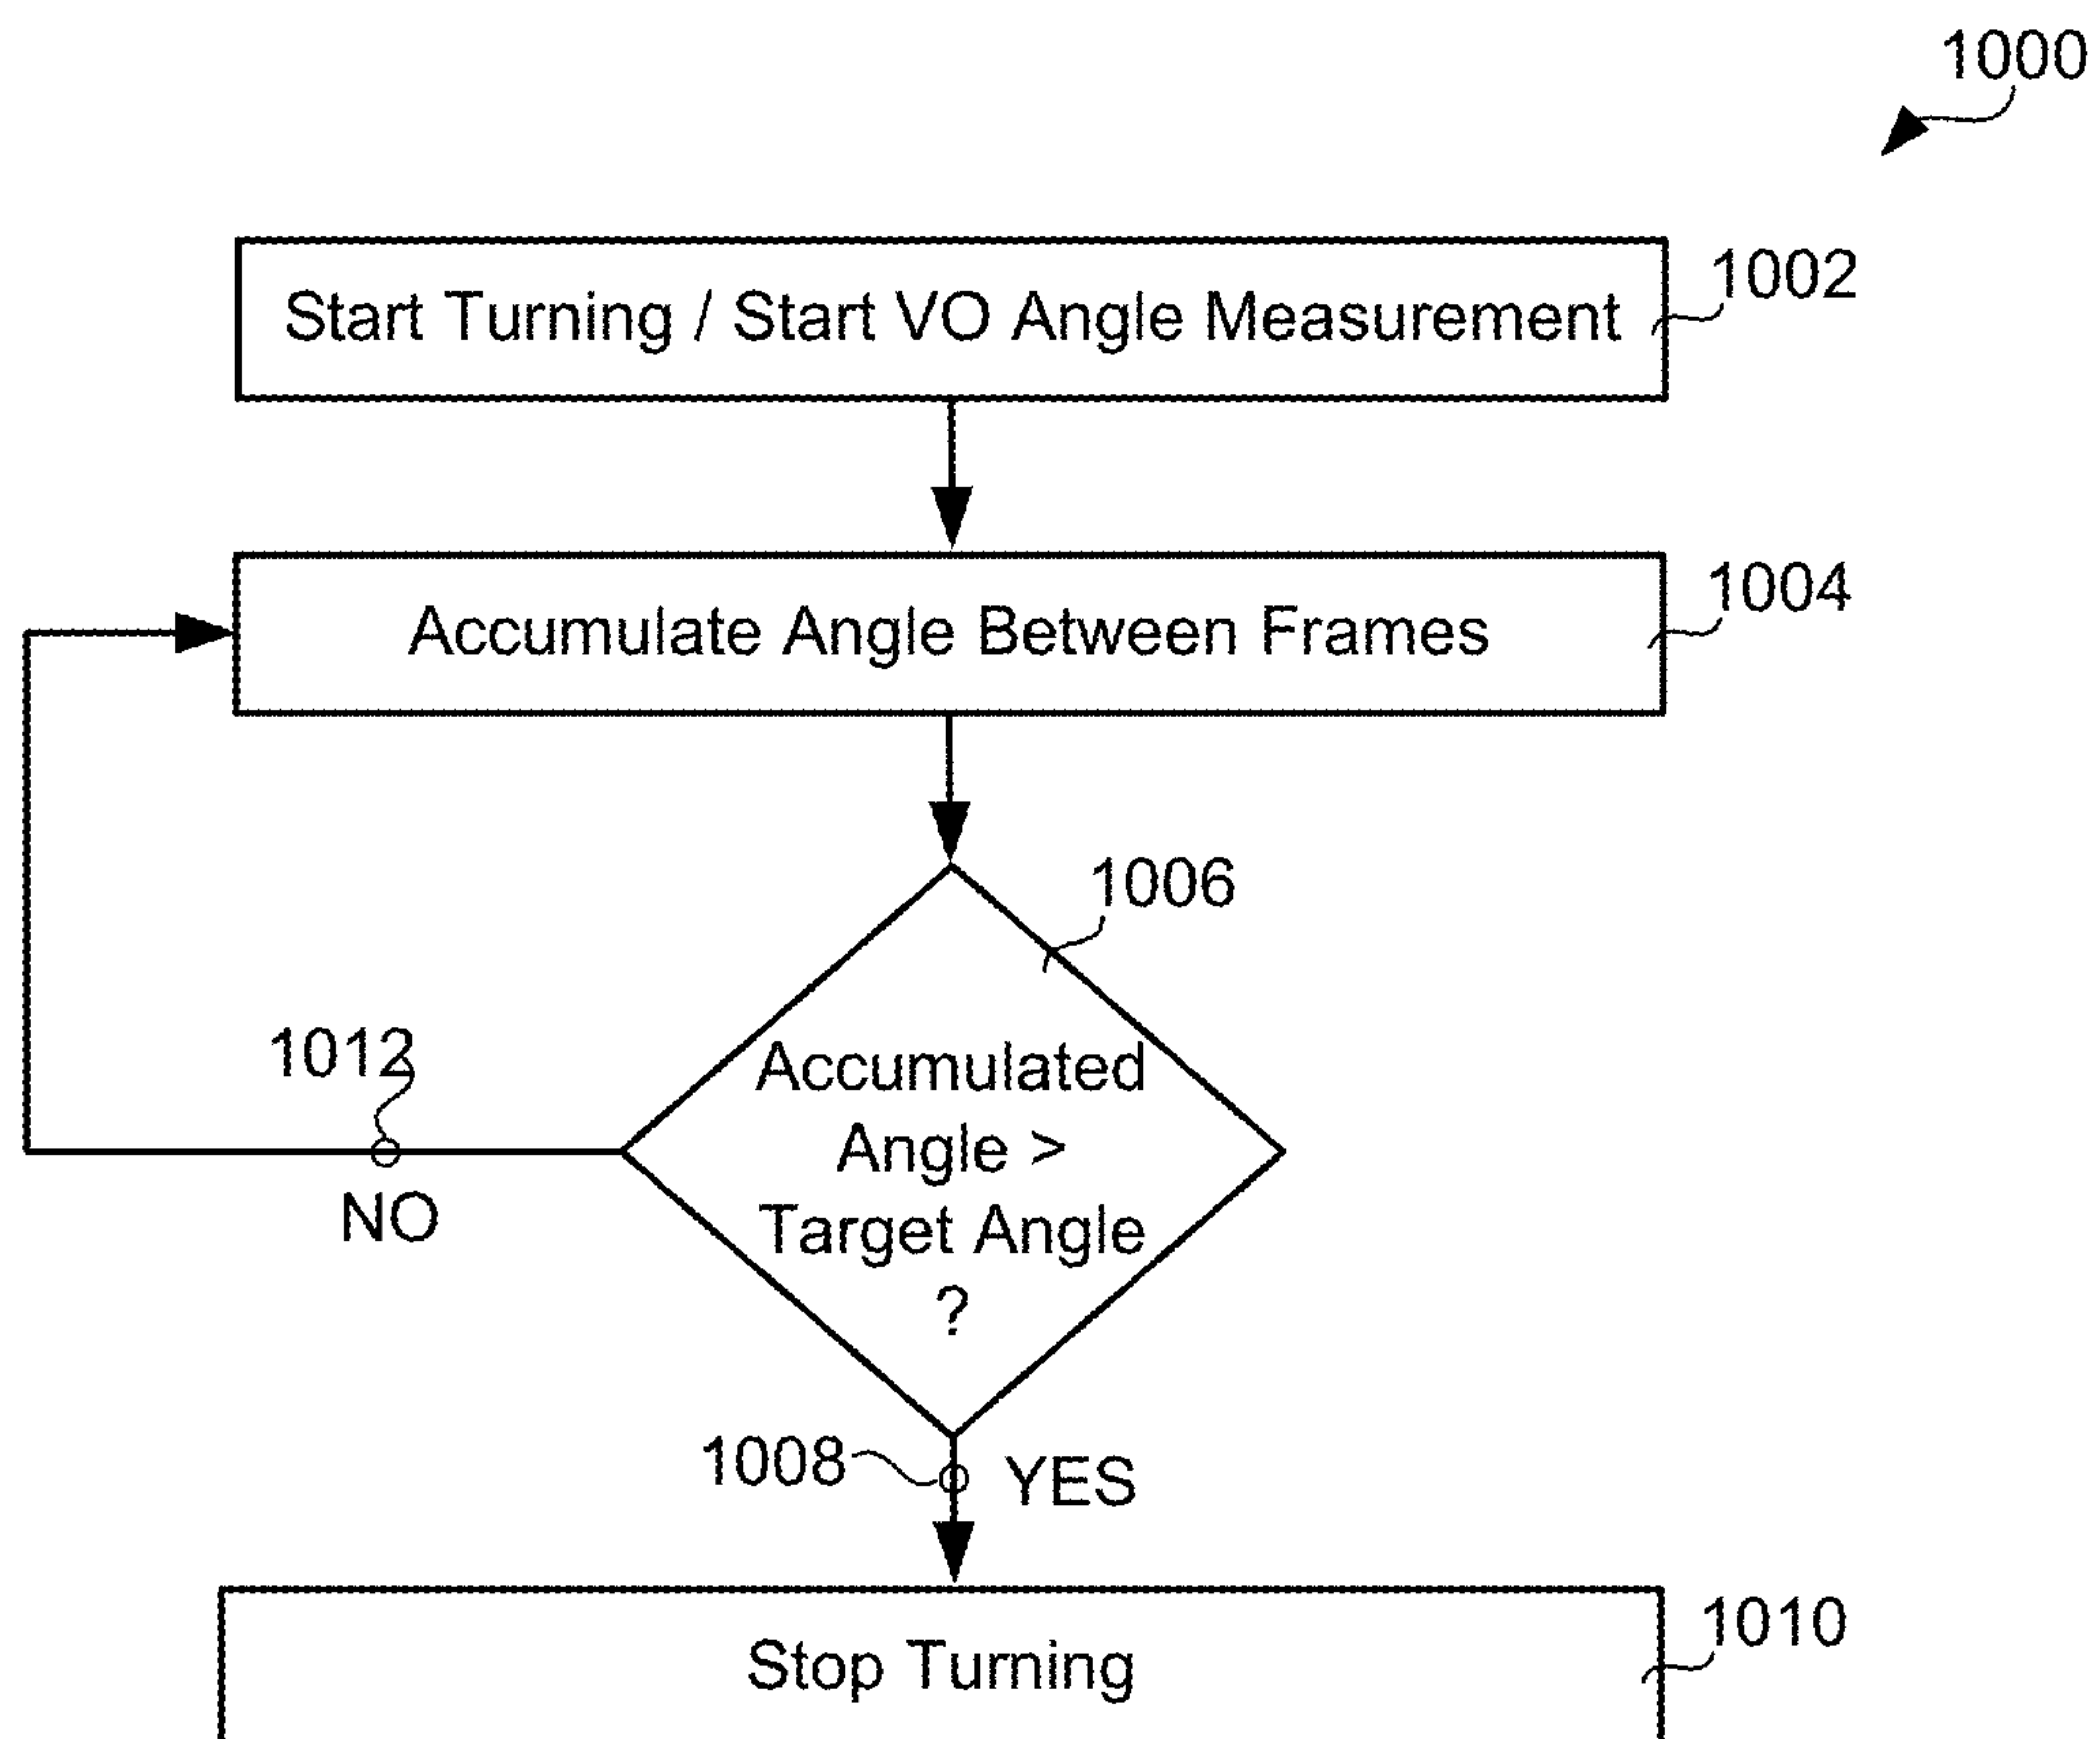 1000
Start Turning / Start VO Angle Measurement
1002
Accumulate Angle Between Frames
1004
1006
Accumulated
Angle >
Target Angle
?
1012
NO
1008
YES
Stop Turning
1010